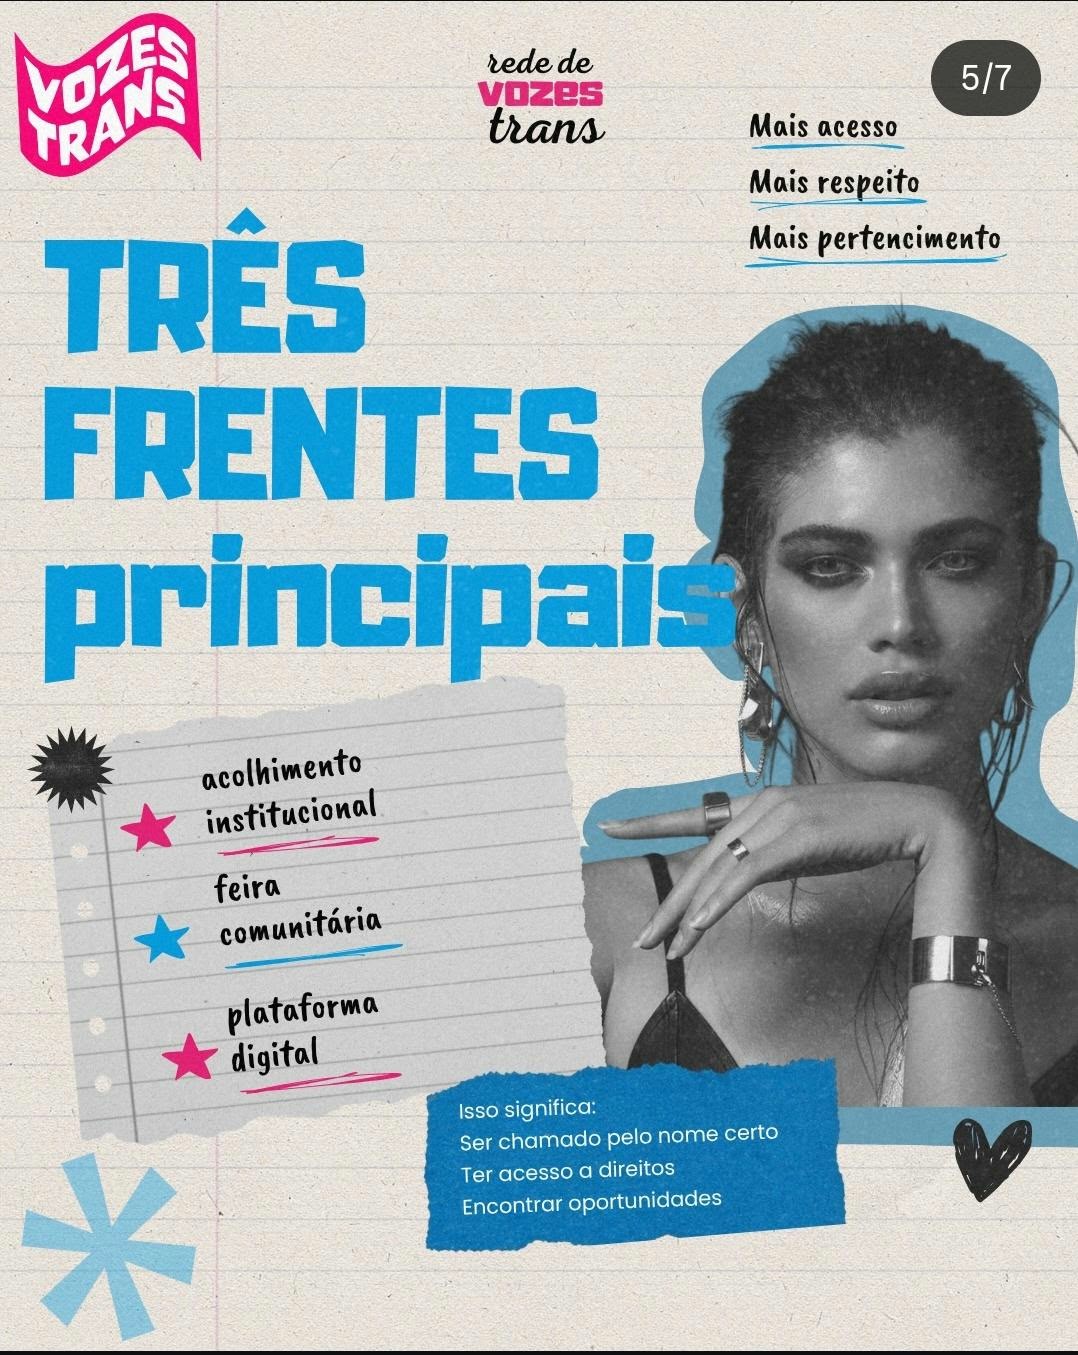 VOZES
TRANS
rede de
vozes
trans
5/7
Mais acesso
Mais respeito
Mais pertencimento
TRÊS
FRENTES
principais
acolhimento
institucional
feira
comunitária
plataforma
digital
Isso significa:
Ser chamado pelo nome certo
Ter acesso a direitos
Encontrar oportunidades